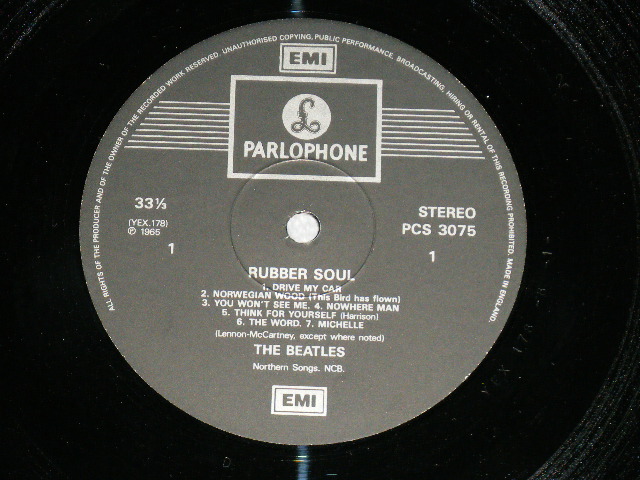 ALL RIGHTS OF THE PRODUCER AND OF THE OWNER OF THE RECORDED WORK RESERVED. UNAUTHORISED COPYING, PUBLIC PERFORMANCE, BROADCASTING, HIRING OR RENTAL OF THIS RECORDING PROHIBITED. MADE IN ENGLAND.
EMI
£
PARLOPHONE
33⅓
(YEX.178)
℗ 1965
1
STEREO
PCS 3075
1
RUBBER SOUL
1. DRIVE MY CAR
2. NORWEGIAN WOOD (This Bird has flown)
3. YOU WON'T SEE ME. 4. NOWHERE MAN
5. THINK FOR YOURSELF (Harrison)
6. THE WORD. 7. MICHELLE
(Lennon-McCartney, except where noted)
THE BEATLES
Northern Songs. NCB.
EMI
YEX 178